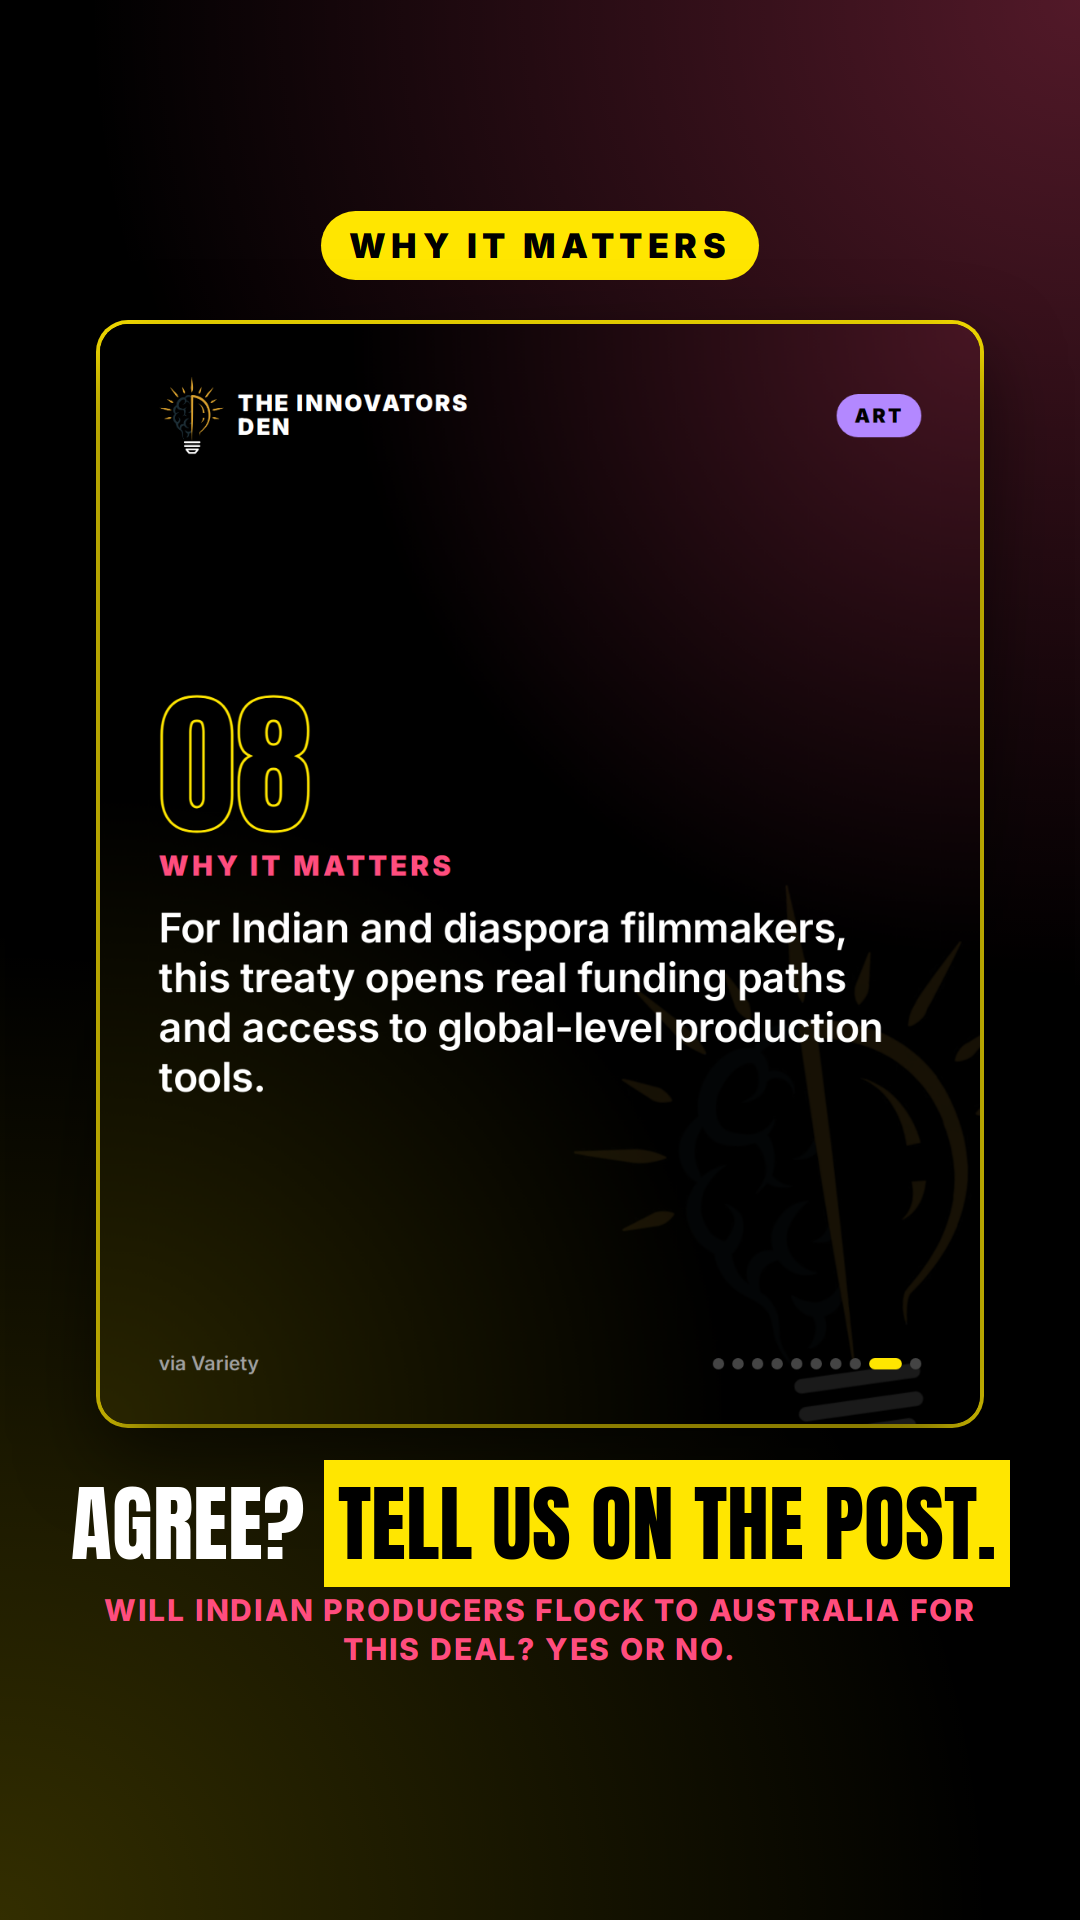 WHY IT MATTERS
THE INNOVATORS
DEN
ART
08
WHY IT MATTERS
For Indian and diaspora filmmakers,
this treaty opens real funding paths
and access to global-level production
tools.
via Variety
AGREE? TELL US ON THE POST.
WILL INDIAN PRODUCERS FLOCK TO AUSTRALIA FOR
THIS DEAL? YES OR NO.